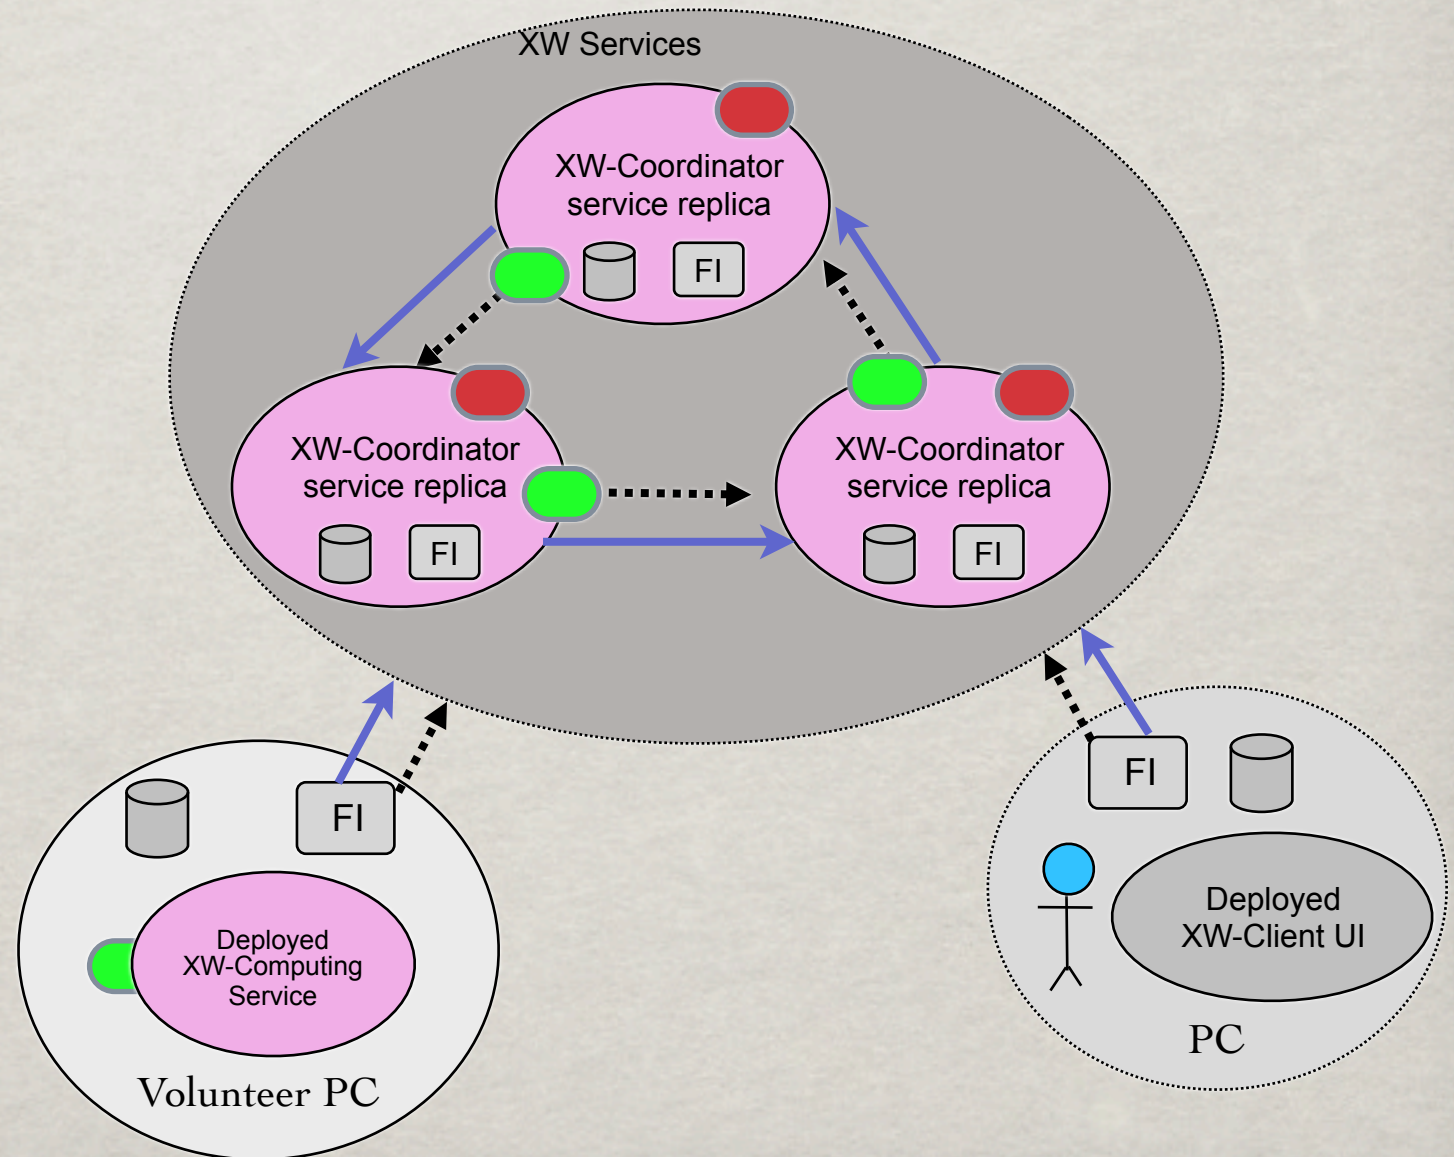 XW Services
XW-Coordinator
service replica
FI
XW-Coordinator
service replica
FI
XW-Coordinator
service replica
FI
FI
Deployed
XW-Computing
Service
Volunteer PC
FI
Deployed
XW-Client UI
PC